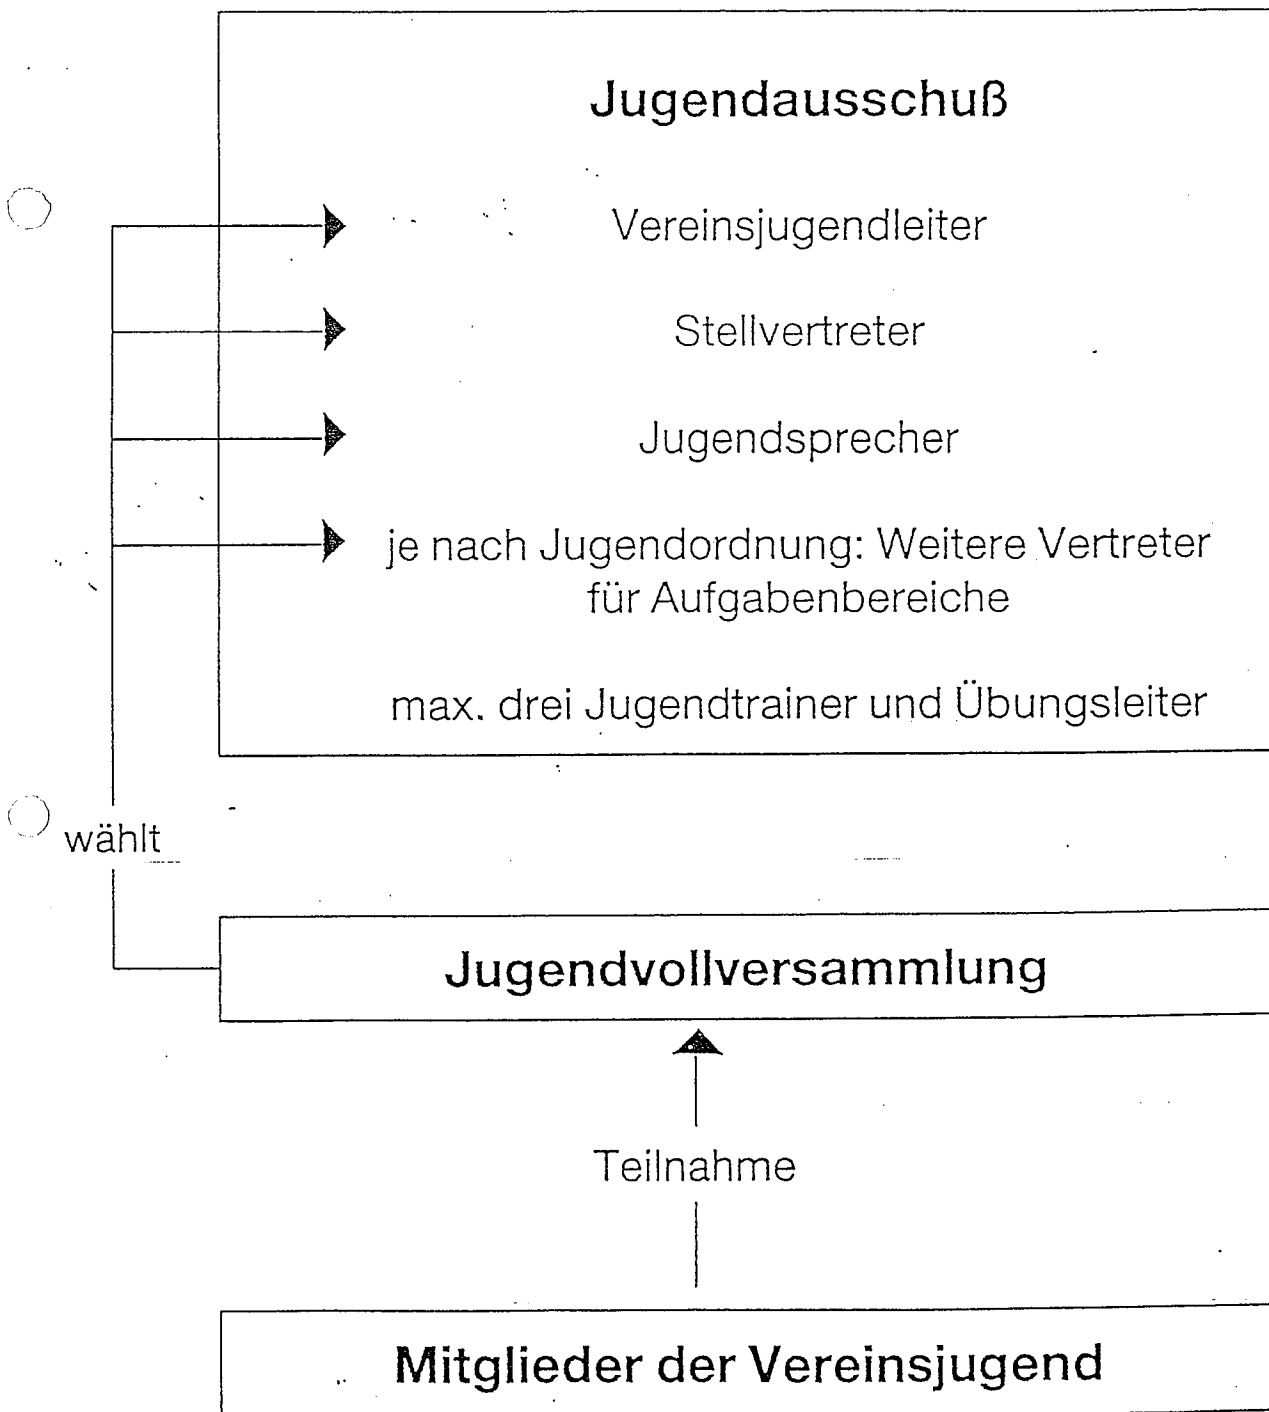 Jugendausschuß
Vereinsjugendleiter
Stellvertreter
Jugendsprecher
je nach Jugendordnung: Weitere Vertreter
für Aufgabenbereiche
max. drei Jugendtrainer und Übungsleiter
wählt
Jugendvollversammlung
Teilnahme
Mitglieder der Vereinsjugend